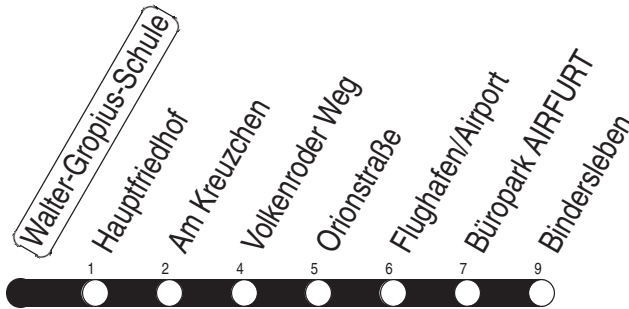 Walter-Gropius-Schule
Hauptfriedhof
Am Kreuzchen
Volkenroder Weg
Orionstraße
Flughafen/Airport
Büropark AIRFURT
Bindersleben
1 2 4 5 6 7 9